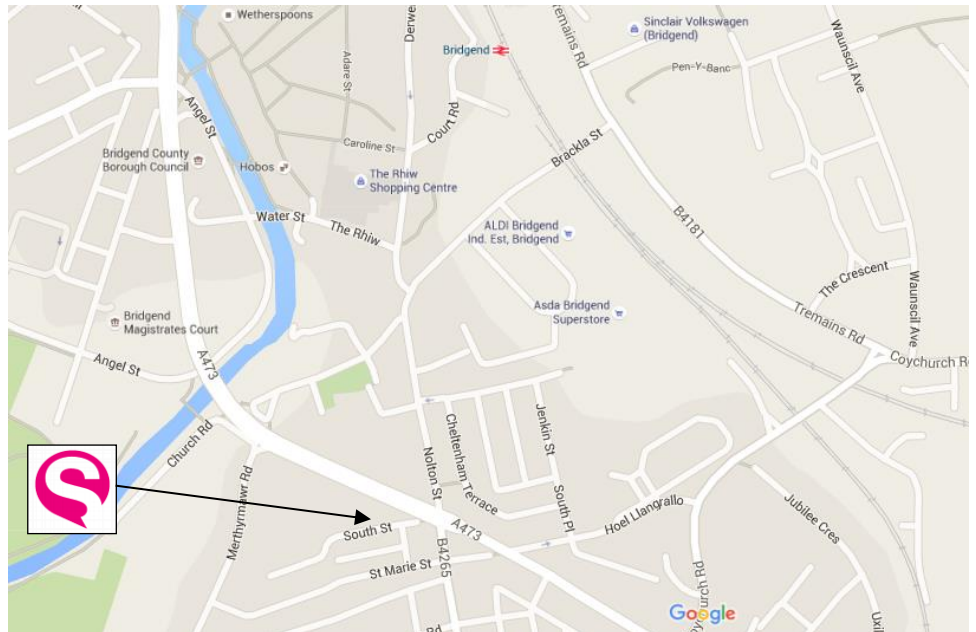 Wetherspoons
Sinclair Volkswagen
(Bridgend)
Bridgend
Tremains Rd
Waunscil Ave
Pen-Y-Banc
Adare St
Angel St
Court Rd
Caroline St
Brackla St
Bridgend County
Borough Council
Hobos
The Rhiw
Shopping Centre
Water St
The Rhiw
ALDI Bridgend
Ind. Est, Bridgend
B4181
The Crescent
Waunscil Ave
Asda Bridgend
Superstore
Tremains Rd
Bridgend
Magistrates Court
Angel St
A473
Coychurch R
Church Rd
Nolton St
Cheltenham Terrace
Jenkin St
South Pl
Merthyrmawr Rd
South St
A473
Hoel Llangrallo
Jubilee Cres
St Marie St
B4265
ychurch Rd
Rd
Google